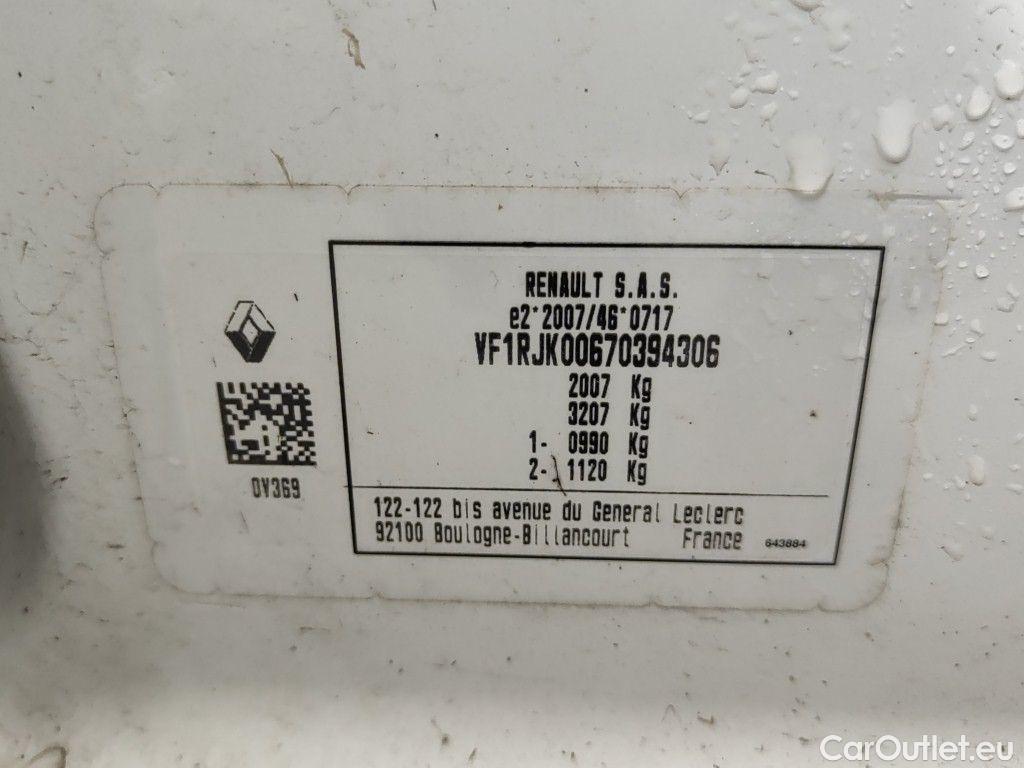 RENAULT S.A.S.
e2*2007/46*0717
VF1RJK00670394306
2007 Kg
3207 Kg
1- 0990 Kg
2- 1120 Kg
0V369
122-122 bis avenue du General Leclerc
92100 Boulogne-Billancourt France 643884
CarOutlet.eu